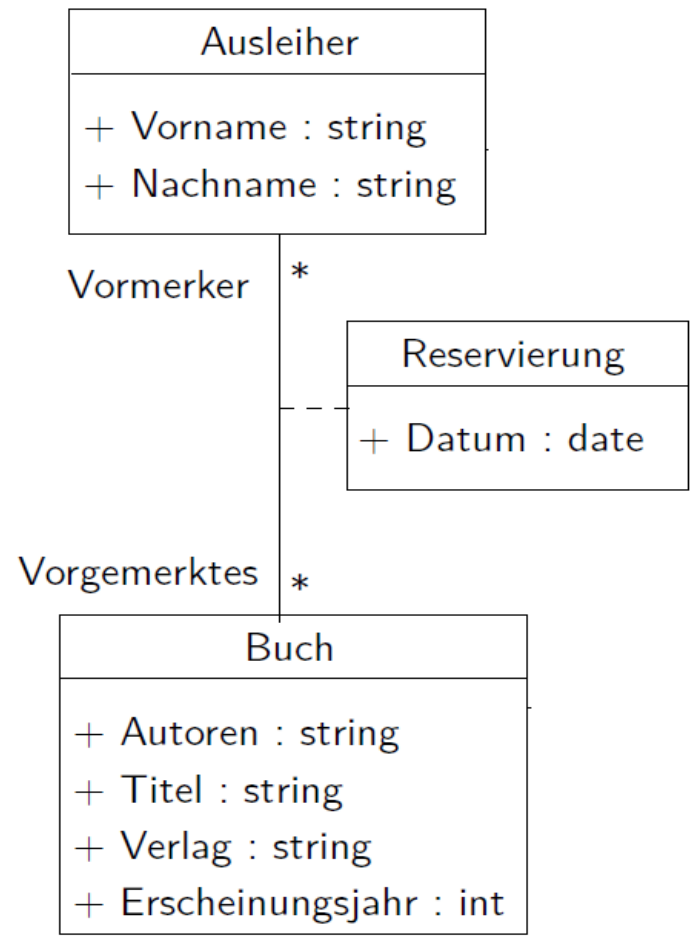 Ausleiher
+ Vorname : string
+ Nachname : string
Vormerker *
Reservierung
+ Datum : date
Vorgemerktes *
Buch
+ Autoren : string
+ Titel : string
+ Verlag : string
+ Erscheinungsjahr : int